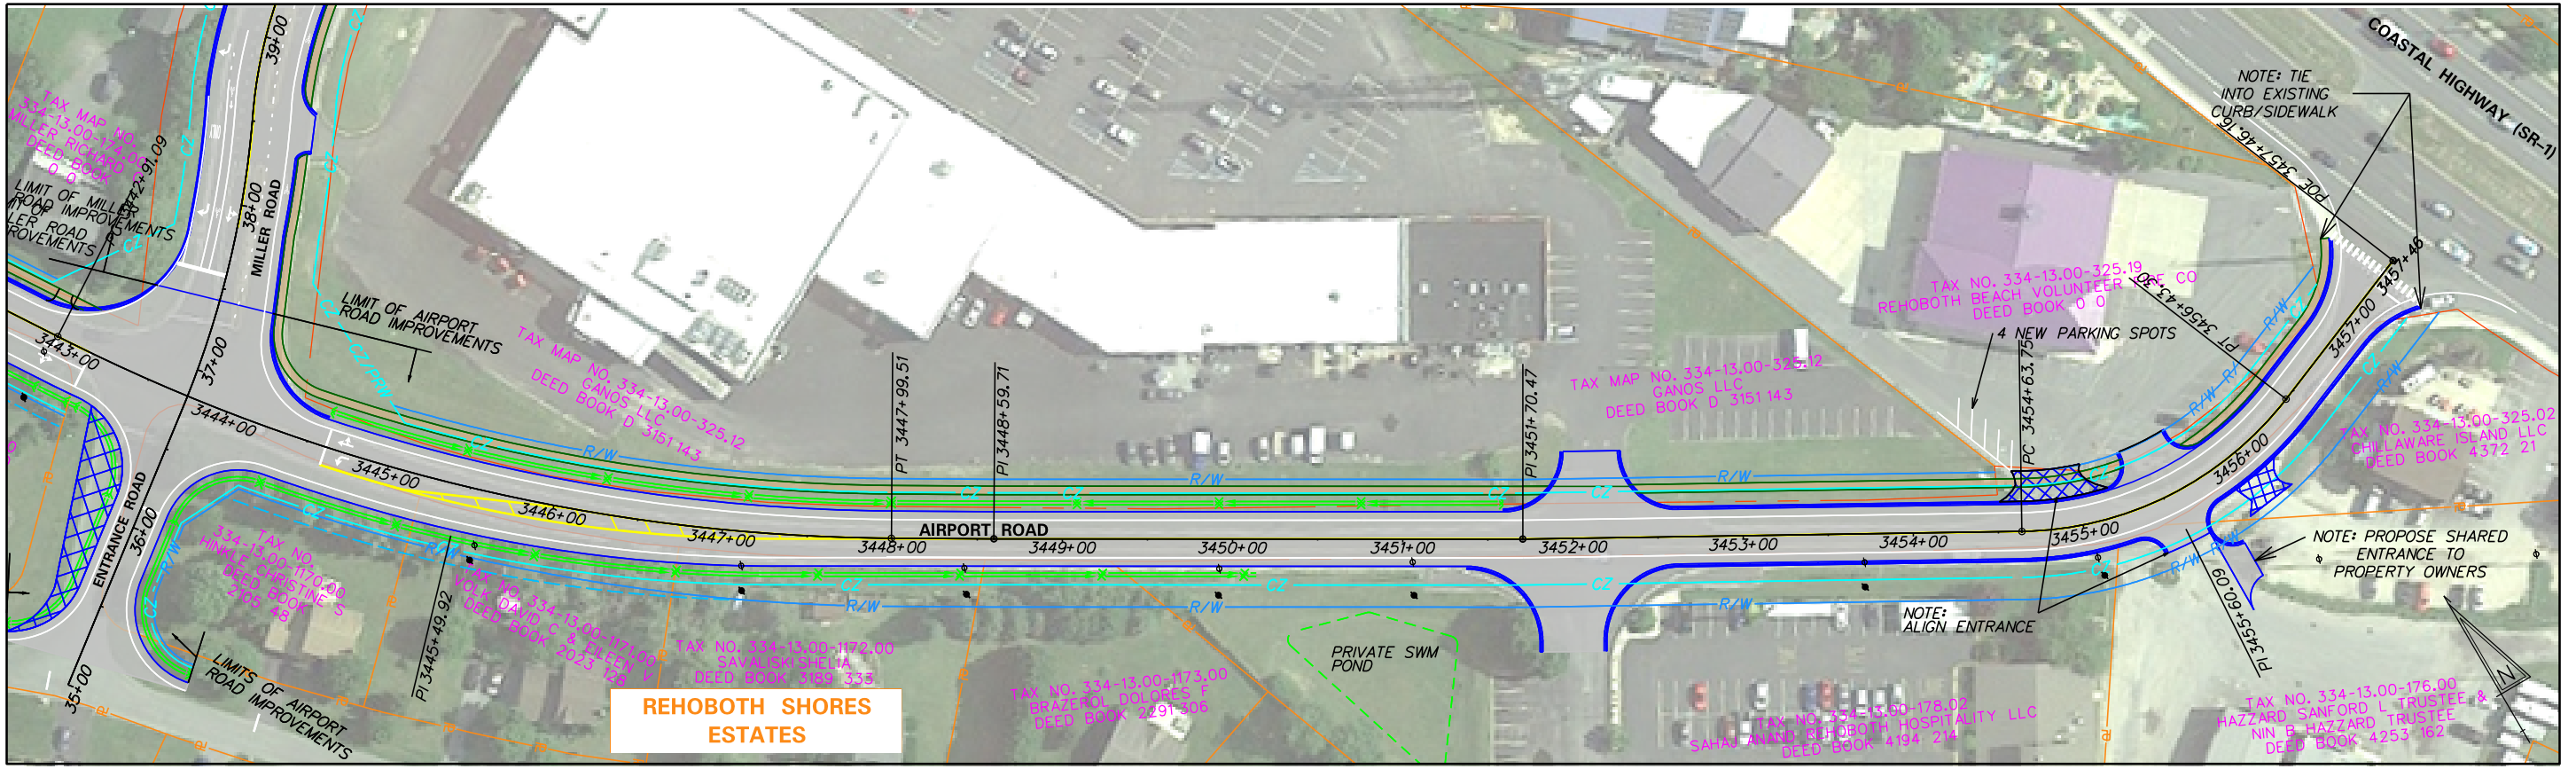 39+00
38+00
MILLER ROAD
37+00
36+00
ENTRANCE ROAD
35+00
TAX MAP NO.
334-13.00-174.00
MILLER RICHARD
DEED BOOK
0 0
LIMIT OF MILLER
ROAD IMPROVEMENTS
3443+00
LIMIT OF AIRPORT
ROAD IMPROVEMENTS
TAX MAP NO. 334-13.00-325.12
GANOS LLC
DEED BOOK D 3151 143
PT 3447+99.51
PI 3448+59.71
PI 3451+70.47
TAX MAP NO. 334-13.00-325.12
GANOS LLC
DEED BOOK D 3151 143
PC 3454+63.75
4 NEW PARKING SPOTS
TAX NO. 334-13.00-325.19
REHOBOTH BEACH VOLUNTEER FIRE CO
DEED BOOK 0 0
PT 3456+43.30
NOTE: TIE
INTO EXISTING
CURB/SIDEWALK
COASTAL HIGHWAY (SR-1)
POE 3457+46.16
3457+46
3457+00
3456+00
TAX NO. 334-13.00-325.02
CHILLAWARE ISLAND LLC
DEED BOOK 4372 21
3444+00
3445+00
3446+00
3447+00
AIRPORT ROAD
3448+00
3449+00
3450+00
3451+00
3452+00
3453+00
3454+00
3455+00
CZ
CZ/PRW
R/W
NOTE: PROPOSE SHARED
ENTRANCE TO
PROPERTY OWNERS
PI 3455+60.09
NOTE:
ALIGN ENTRANCE
TAX NO.
334-13.00-1170.00
HINKLE CHRISTINE S
DEED BOOK
2105 48
PI 3445+49.92
TAX NO. 334-13.00-1171.00
VOLK DAVID C & EILEEN V
DEED BOOK 2023 128
TAX NO. 334-13.00-1172.00
SAVALISKI SHELIA
DEED BOOK 3189 333
TAX NO. 334-13.00-1173.00
BRAZEROL DOLORES F
DEED BOOK 2291 306
PRIVATE SWM
POND
TAX NO. 334-13.00-178.02
SAHAJ ANAND REHOBOTH HOSPITALITY LLC
DEED BOOK 4194 214
TAX NO. 334-13.00-176.00
HAZZARD SANFORD L TRUSTEE &
NIN B HAZZARD TRUSTEE
DEED BOOK 4253 162
LIMITS OF AIRPORT
ROAD IMPROVEMENTS
REHOBOTH SHORES
ESTATES
N